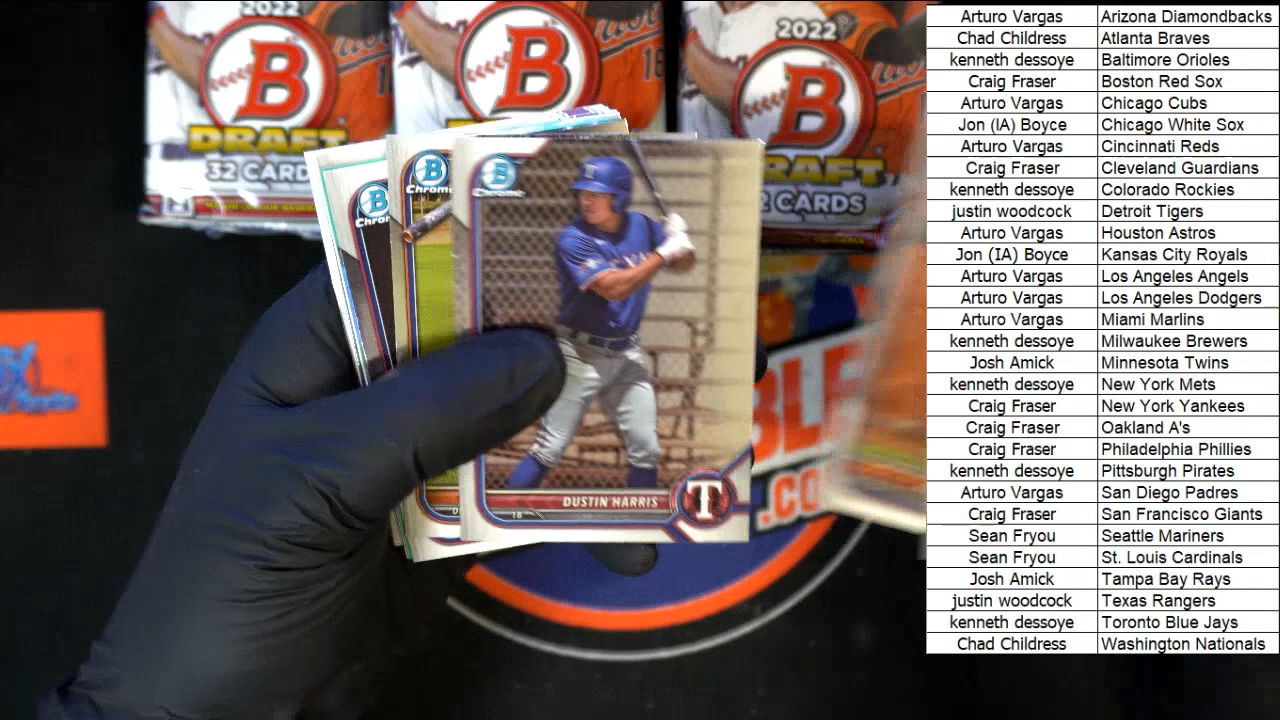 2022
B
DRAFT
32 CARDS
B
B
2022
B
DRAFT
2 CARDS
B
Chrome
B
Chrome
B
Chrome
DUSTIN HARRIS
T
18
BLE
.CO
Arturo Vargas Arizona Diamondbacks
Chad Childress Atlanta Braves
kenneth dessoye Baltimore Orioles
Craig Fraser Boston Red Sox
Arturo Vargas Chicago Cubs
Jon (IA) Boyce Chicago White Sox
Arturo Vargas Cincinnati Reds
Craig Fraser Cleveland Guardians
kenneth dessoye Colorado Rockies
justin woodcock Detroit Tigers
Arturo Vargas Houston Astros
Jon (IA) Boyce Kansas City Royals
Arturo Vargas Los Angeles Angels
Arturo Vargas Los Angeles Dodgers
Arturo Vargas Miami Marlins
kenneth dessoye Milwaukee Brewers
Josh Amick Minnesota Twins
kenneth dessoye New York Mets
Craig Fraser New York Yankees
Craig Fraser Oakland A's
Craig Fraser Philadelphia Phillies
kenneth dessoye Pittsburgh Pirates
Arturo Vargas San Diego Padres
Craig Fraser San Francisco Giants
Sean Fryou Seattle Mariners
Sean Fryou St. Louis Cardinals
Josh Amick Tampa Bay Rays
justin woodcock Texas Rangers
kenneth dessoye Toronto Blue Jays
Chad Childress Washington Nationals